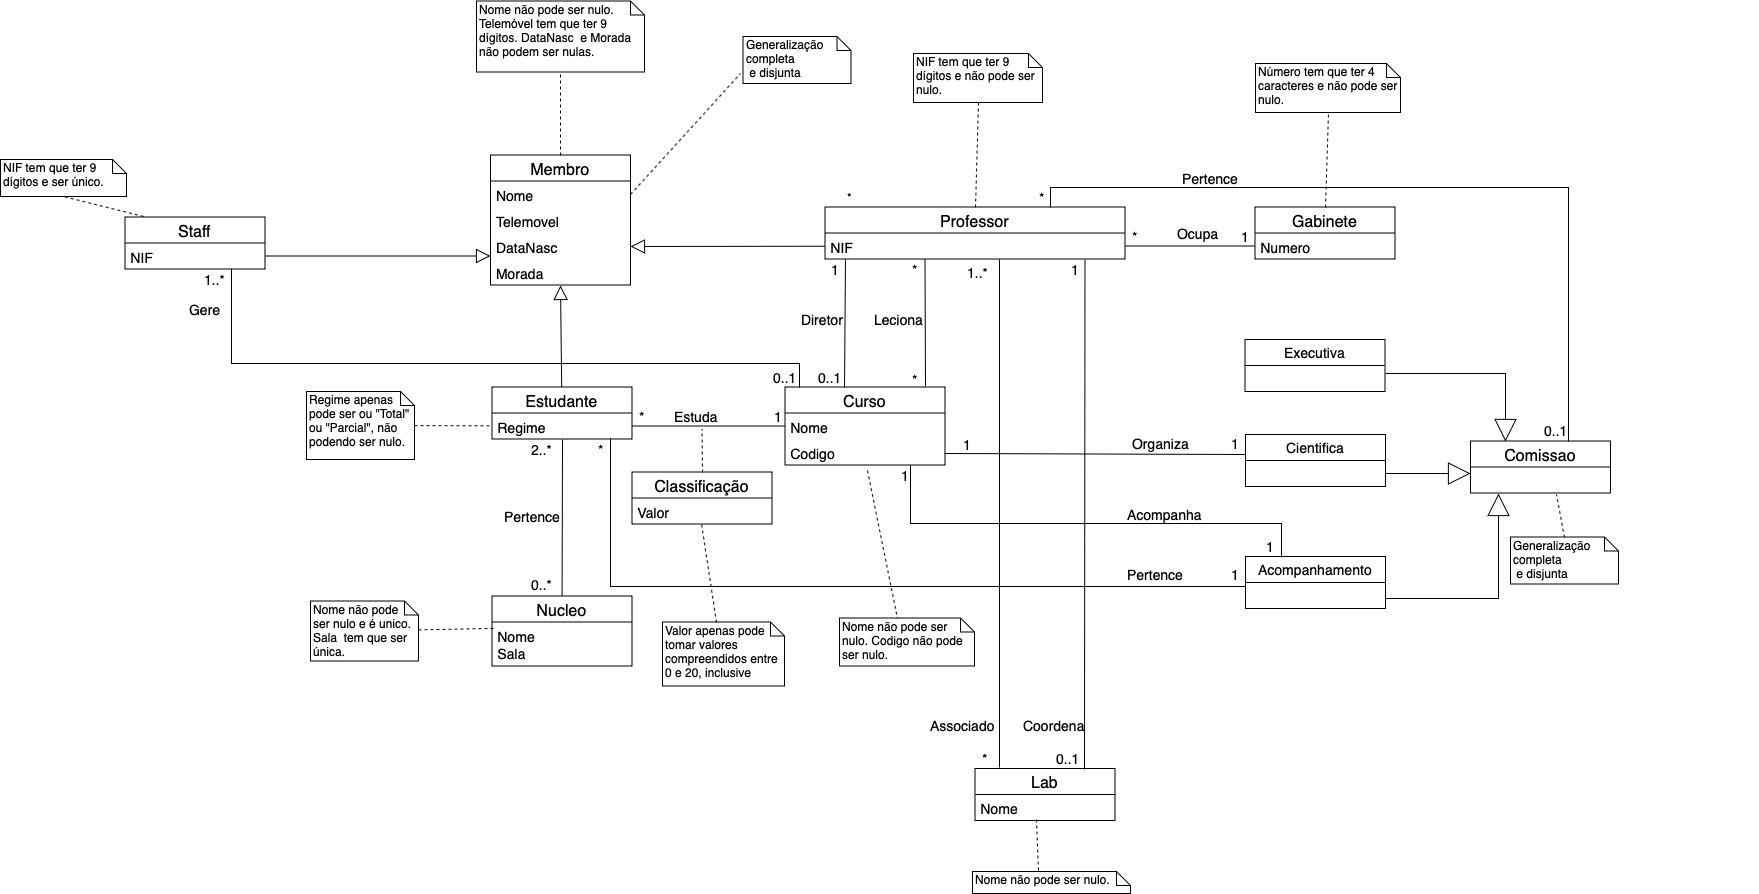 Nome não pode ser nulo.
Telemóvel tem que ter 9
dígitos. DataNasc e Morada
não podem ser nulas.
Generalização
completa
e disjunta
NIF tem que ter 9
dígitos e não pode ser
nulo.
Número tem que ter 4
caracteres e não pode ser
nulo.
NIF tem que ter 9
dígitos e ser único.
Membro
Nome
Telemovel
DataNasc
Morada
Staff
NIF
1..*
Gere
*
*
Pertence
Professor
NIF
*
Ocupa
1
Gabinete
Numero
1
*
1..*
1
Diretor
Leciona
0..1
0..1
*
Executiva
Regime apenas
pode ser ou "Total"
ou "Parcial", não
podendo ser nulo.
Estudante
Regime
*
Estuda
1
Curso
Nome
Codigo
1
Organiza
1
Cientifica
0..1
Comissao
2..*
*
Classificação
Valor
1
Pertence
Acompanha
1
Generalização
completa
e disjunta
0..*
Pertence
1
Acompanhamento
Nome não pode
ser nulo e é unico.
Sala tem que ser
única.
Nucleo
Nome
Sala
Valor apenas pode
tomar valores
compreendidos entre
0 e 20, inclusive
Nome não pode ser
nulo. Codigo não pode
ser nulo.
Associado
Coordena
*
0..1
Lab
Nome
Nome não pode ser nulo.